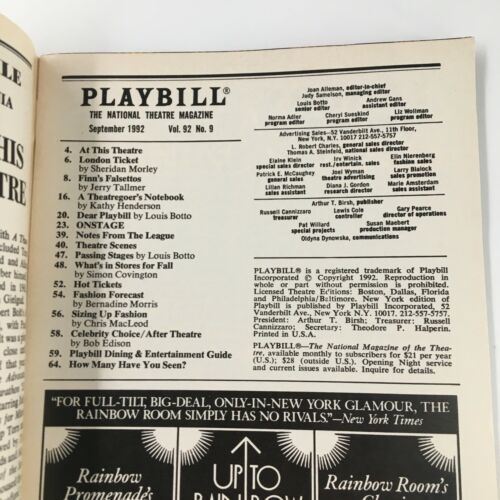 LE
VIA
HIS
TRE
PLAYBILL®
THE NATIONAL THEATRE MAGAZINE
September 1992 Vol. 92 No. 9
4. At This Theatre
6. London Ticket
by Sheridan Morley
8. Finn's Falsettos
by Jerry Tallmer
16. A Theatregoer's Notebook
by Kathy Henderson
20. Dear Playbill by Louis Botto
23. ONSTAGE
39. Notes From The League
40. Theatre Scenes
47. Passing Stages by Louis Botto
48. What's in Stores for Fall
by Simon Covington
52. Hot Tickets
54. Fashion Forecast
by Bernadine Morris
56. Sizing Up Fashion
by Chris MacLeod
58. Celebrity Choice/After Theatre
by Bob Edison
59. Playbill Dining & Entertainment Guide
64. How Many Have You Seen?
Joan Alleman, editor-in-chief
Judy Samelson, managing editor
Louis Botto Andrew Gans
senior editor assistant editor
Norma Adler Cheryl Sueskind Liz Wollman
program editor program editor program editor
Advertising Sales—52 Vanderbilt Ave., 11th Floor,
New York, N.Y. 10017 212-557-5757
L. Robert Charles, general sales director
Thomas A. Steinfeld, national sales director
Elaine Klein Ira Winick Elin Nierenberg
special sales director rest./retail/srtn. sales fashion sales
Patrick E. McCaughey Joel Wyman Larry Blalock
general sales theatre advertising sales promotion
Lillian Richman Diana J. Gordon Marie Amsterdam
sales assistant research director sales assistant
Arthur T. Birsh, publisher
Russell Cannizzaro Lewis Cole Gary Pearce
treasurer controller director of operations
Pat Willard Susan Maebert
special projects production manager
Oldyna Dynowska, communications
PLAYBILL® is a registered trademark of Playbill
Incorporated © Copyright 1992. Reproduction in
whole or part without permission is prohibited.
Licensed Theatre Editions: Boston, Dallas, Florida
and Philadelphia/Baltimore. New York edition of
Playbill is published by Playbill Incorporated, 52
Vanderbilt Ave., New York N.Y. 10017. 212-557-5757.
President: Arthur T. Birsh; Treasurer: Russell
Cannizzaro; Secretary: Theodore P. Halperin.
Printed in U.S.A.
PLAYBILL®—The National Magazine of the Thea-
tre, available monthly to subscribers for $21 per year
(U.S.); $28 (outside U.S.). Opening Night service
and current issues available. Inquire for details.
"FOR FULL-TILT, BIG-DEAL, ONLY-IN-NEW YORK GLAMOUR, THE
RAINBOW ROOM SIMPLY HAS NO RIVALS."—New York Times
Rainbow
Promenade's
UP TO
RAINBOW
Rainbow Room's